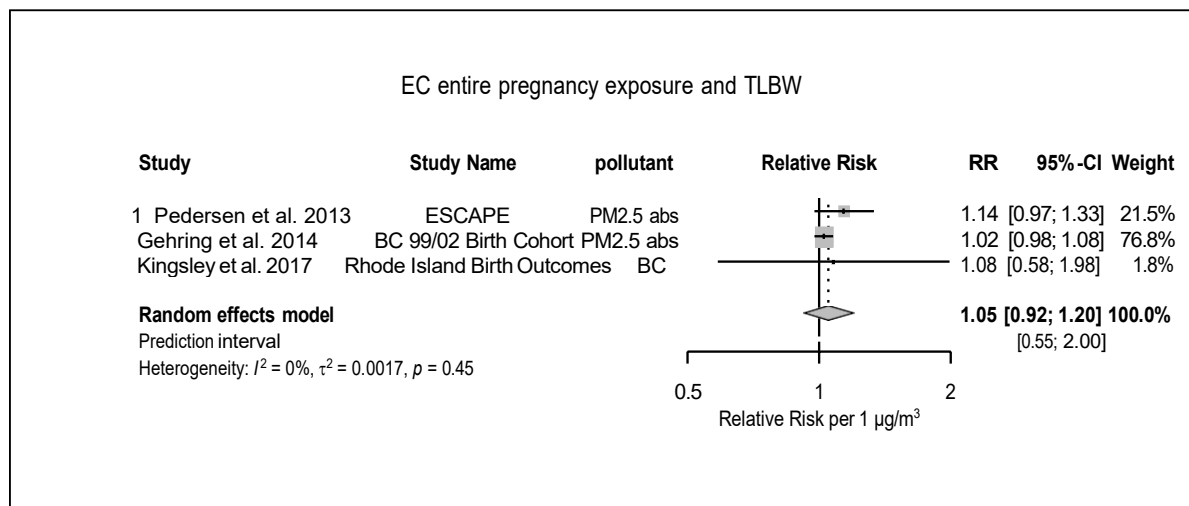 EC entire pregnancy exposure and TLBW
Study Study Name pollutant Relative Risk RR 95%-CI Weight
1 Pedersen et al. 2013 ESCAPE PM2.5 abs 1.14 [0.97; 1.33] 21.5%
Gehring et al. 2014 BC 99/02 Birth Cohort PM2.5 abs 1.02 [0.98; 1.08] 76.8%
Kingsley et al. 2017 Rhode Island Birth Outcomes BC 1.08 [0.58; 1.98] 1.8%
Random effects model 1.05 [0.92; 1.20] 100.0%
Prediction interval [0.55; 2.00]
Heterogeneity: I² = 0%, τ² = 0.0017, p = 0.45
0.5 1 2
Relative Risk per 1 µg/m³